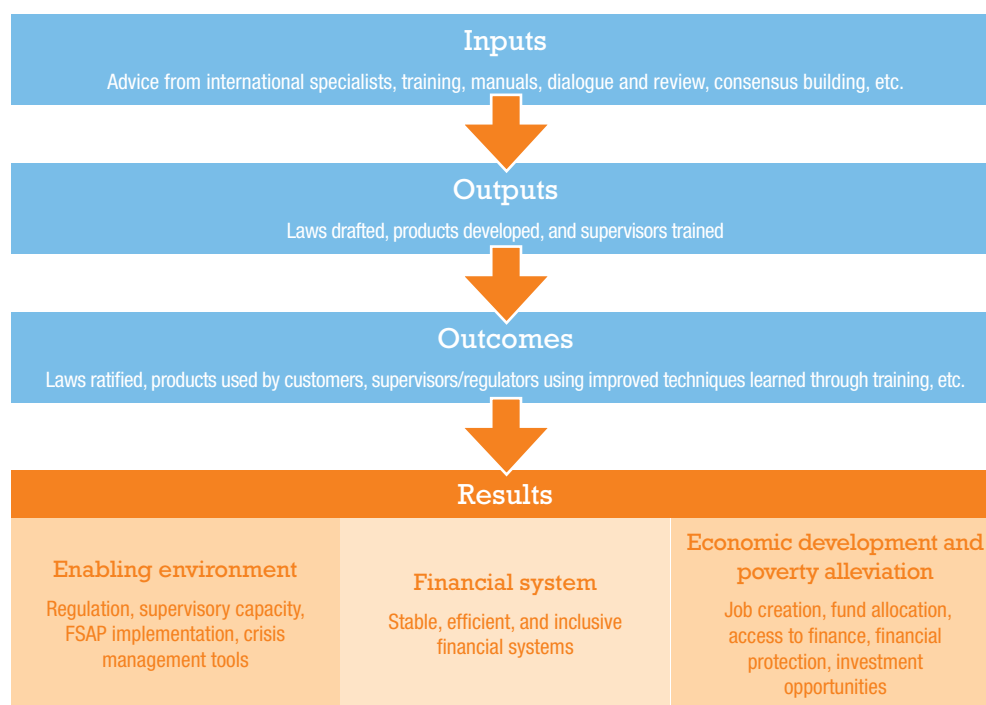 Inputs
Advice from international specialists, training, manuals, dialogue and review, consensus building, etc.
Outputs
Laws drafted, products developed, and supervisors trained
Outcomes
Laws ratified, products used by customers, supervisors/regulators using improved techniques learned through training, etc.
Results
Enabling environment
Regulation, supervisory capacity,
FSAP implementation, crisis
management tools
Financial system
Stable, efficient, and inclusive
financial systems
Economic development and
poverty alleviation
Job creation, fund allocation,
access to finance, financial
protection, investment
opportunities